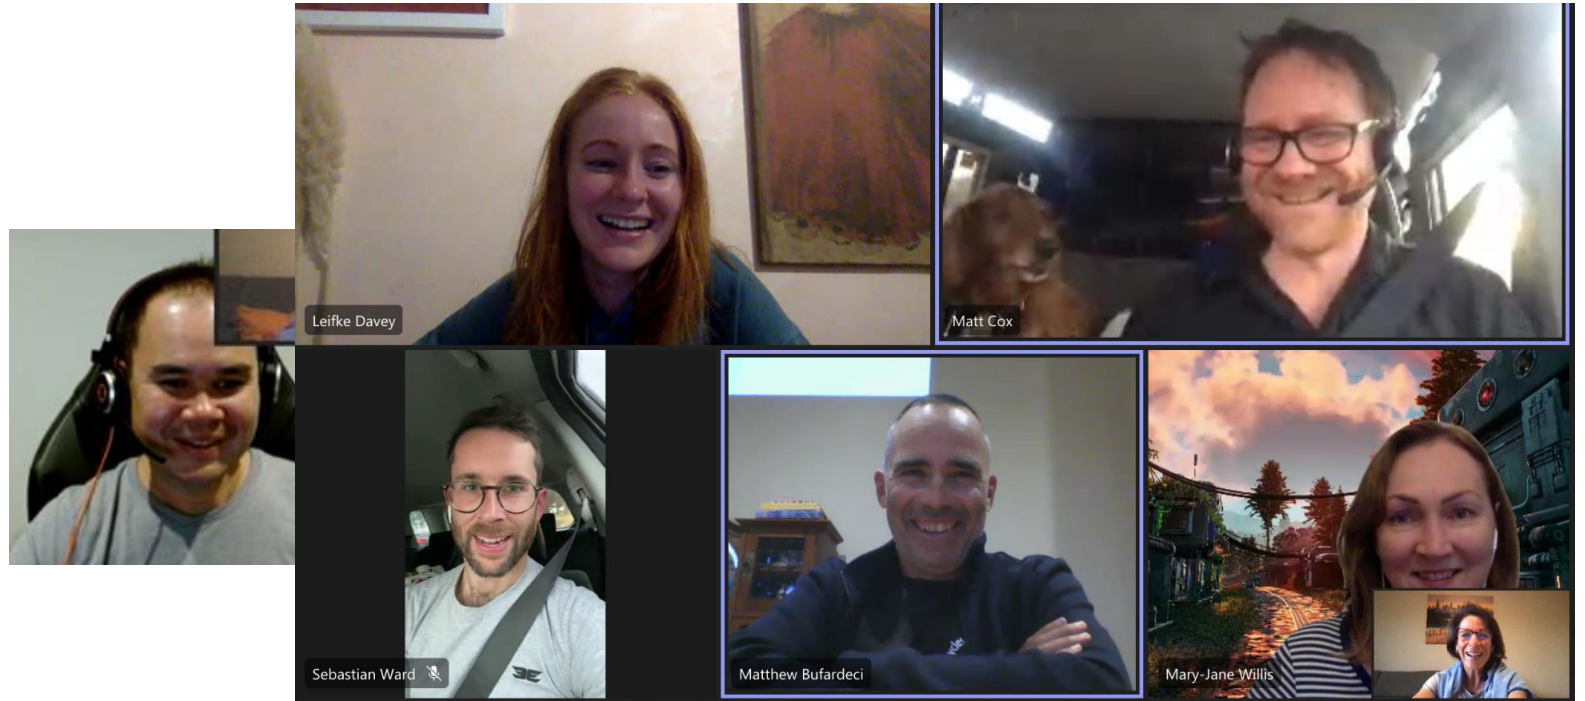 Leifke Davey
Matt Cox
Sebastian Ward
Matthew Bufardeci
Mary-Jane Willis